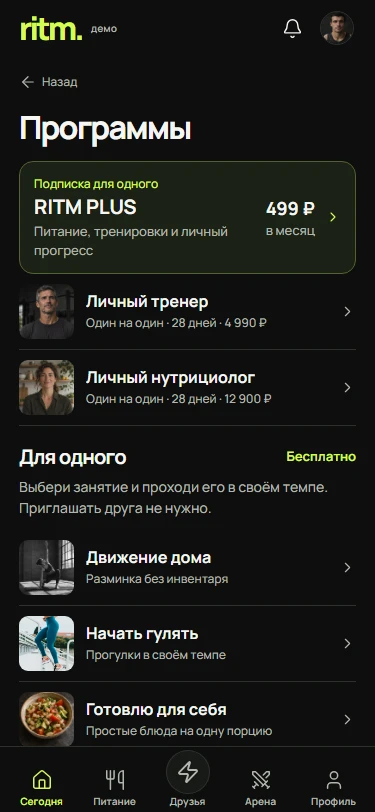 ritm. демо
Назад
Программы
Подписка для одного
RITM PLUS
499 ₽
Питание, тренировки и личный
прогресс
в месяц
Личный тренер
Один на один · 28 дней · 4 990 ₽
Личный нутрициолог
Один на один · 28 дней · 12 900 ₽
Для одного
Бесплатно
Выбери занятие и проходи его в своём темпе.
Приглашать друга не нужно.
Движение дома
Разминка без инвентаря
Начать гулять
Прогулки в своём темпе
Готовлю для себя
Простые блюда на одну порцию
Сегодня
Питание
Друзья
Арена
Профиль